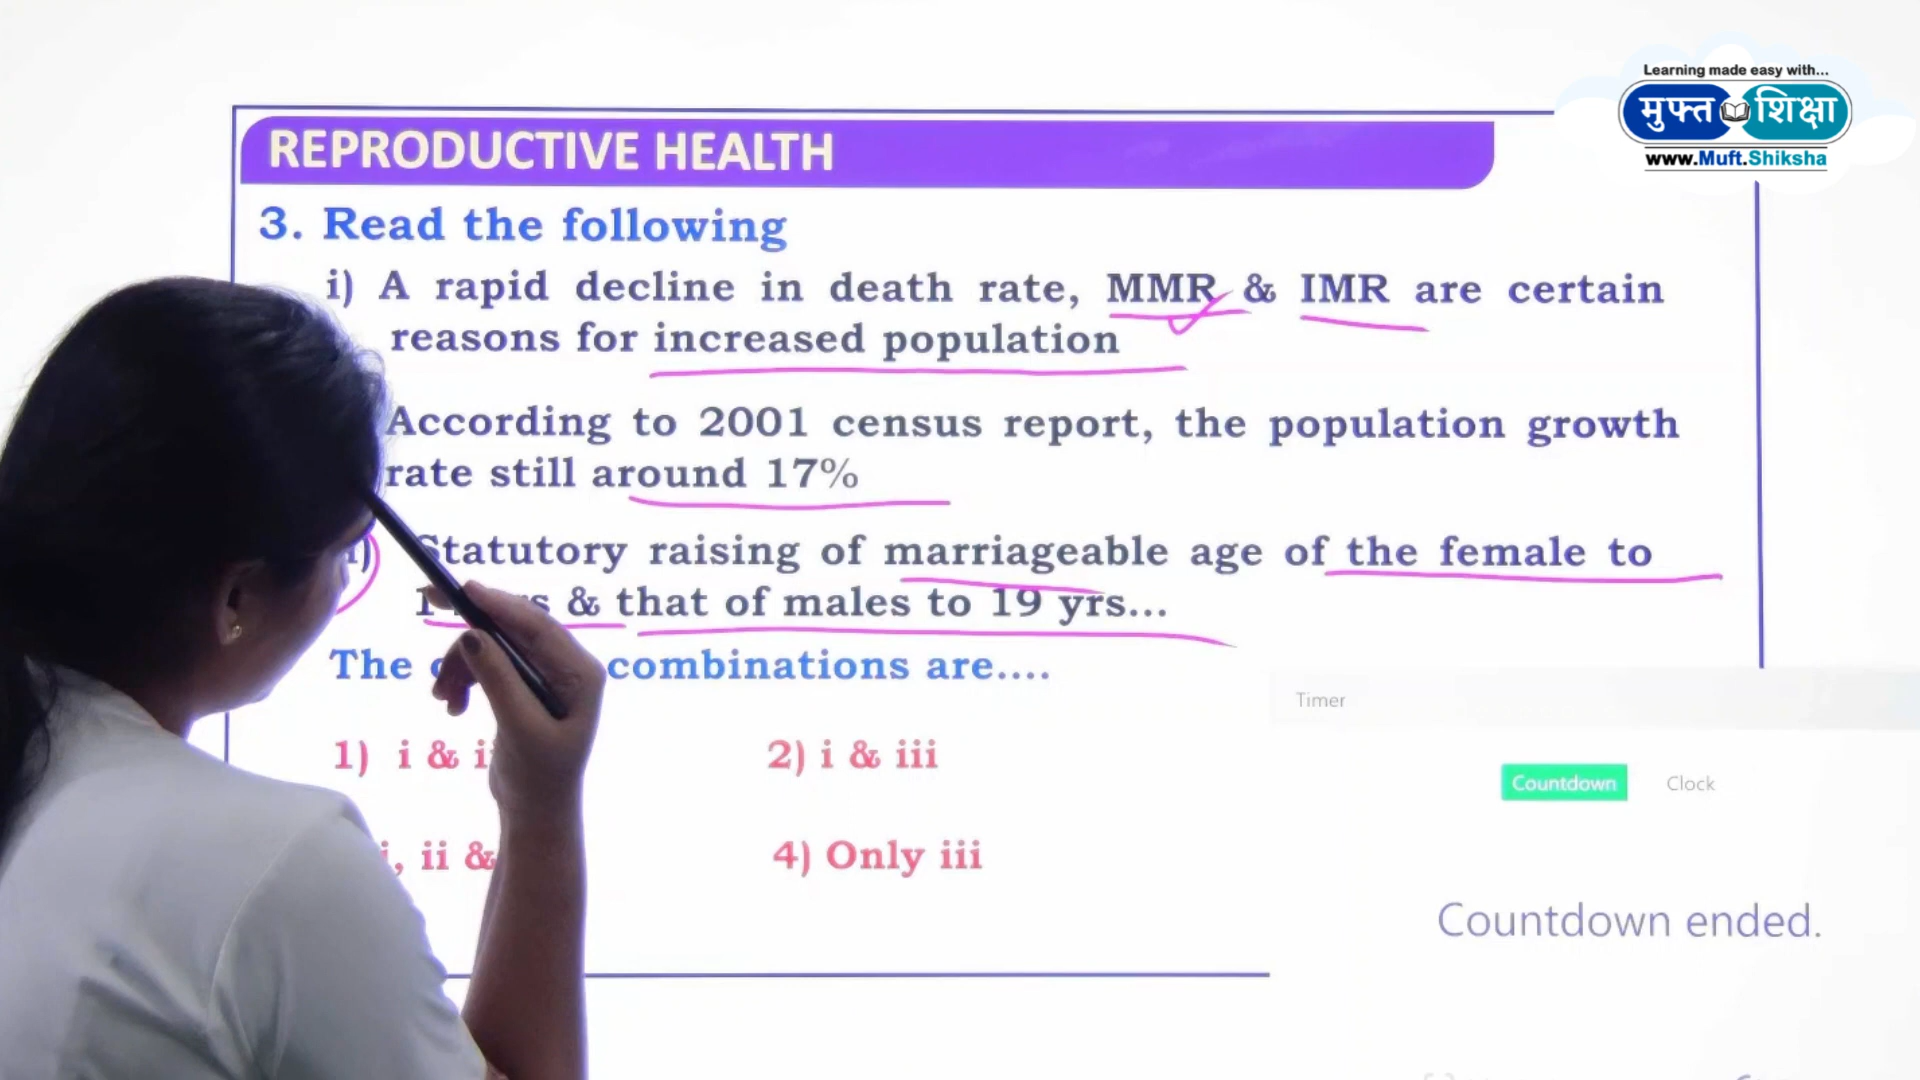 Learning made easy with...
मुफ्त शिक्षा
www.Muft.Shiksha
REPRODUCTIVE HEALTH
3. Read the following
i) A rapid decline in death rate, MMR & IMR are certain
reasons for increased population
According to 2001 census report, the population growth
rate still around 17%
Statutory raising of marriageable age of the female to
& that of males to 19 yrs...
The combinations are....
1) i &
2) i & iii
i, ii &
4) Only iii
Timer
Countdown
Clock
Countdown ended.